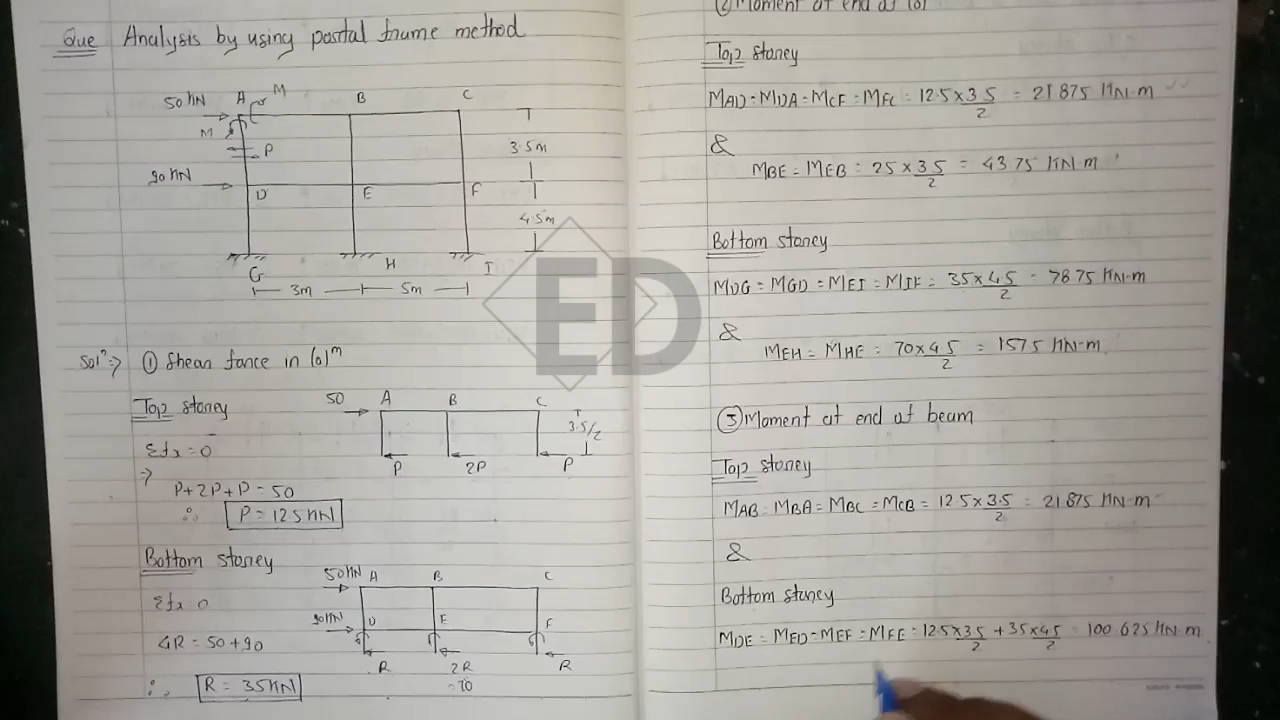 Que Analysis by using portal frame method
50 KN A M B C
M
P
3.5m
90 KN
D E F
4.5m
G H I
3m 5m
ED
Solⁿ ⇒ ① Shear force in col^m
Top storey
50 A B C
3.5/2
Σfx = 0
P 2P P
⇒
P + 2P + P = 50
∴ P = 12.5 KN
Bottom storey
50 KN A B C
Σfx = 0
90 KN D E F
4R = 50 + 90
R 2R R
= 70
∴ R = 35 KN
② Moment at end of col
Top storey
MAD = MDA = MCF = MFC = 12.5 × 3.5/2 = 21.875 KN·m
&
MBE = MEB = 25 × 3.5/2 = 43.75 KN·m
Bottom storey
MDG = MGD = MFI = MIF = 35 × 4.5/2 = 78.75 KN·m
&
MEH = MHE = 70 × 4.5/2 = 157.5 KN·m
③ Moment at end of beam
Top storey
MAB = MBA = MBC = MCB = 12.5 × 3.5/2 = 21.875 KN·m
&
Bottom storey
MDE = MED = MEF = MFE = 12.5 × 3.5/2 + 35 × 4.5/2 = 100.625 KN·m